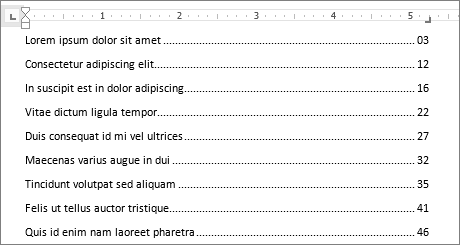 1 2 3 4 5
Lorem ipsum dolor sit amet ........................................ 03
Consectetur adipiscing elit ........................................ 12
In suscipit est in dolor adipiscing ........................................ 16
Vitae dictum ligula tempor ........................................ 22
Duis consequat id mi vel ultrices ........................................ 27
Maecenas varius augue in dui ........................................ 32
Tincidunt volutpat sed aliquam ........................................ 35
Felis ut tellus auctor tristique ........................................ 41
Quis id enim nam laoreet pharetra ........................................ 46